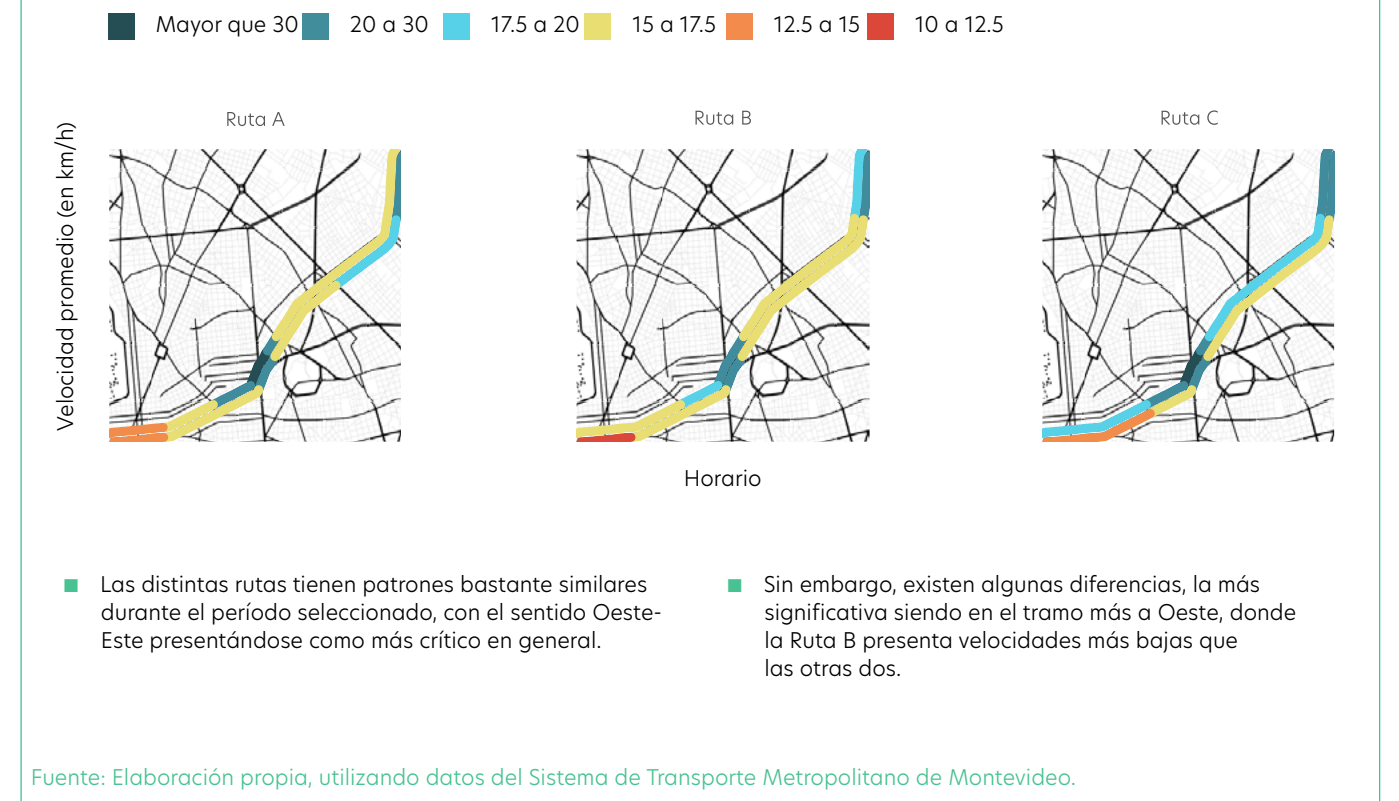 Mayor que 30 20 a 30 17.5 a 20 15 a 17.5 12.5 a 15 10 a 12.5
Velocidad promedio (en km/h)
Ruta A
Ruta B
Ruta C
Horario
Las distintas rutas tienen patrones bastante similares
durante el período seleccionado, con el sentido Oeste-
Este presentándose como más crítico en general.
Sin embargo, existen algunas diferencias, la más
significativa siendo en el tramo más a Oeste, donde
la Ruta B presenta velocidades más bajas que
las otras dos.
Fuente: Elaboración propia, utilizando datos del Sistema de Transporte Metropolitano de Montevideo.